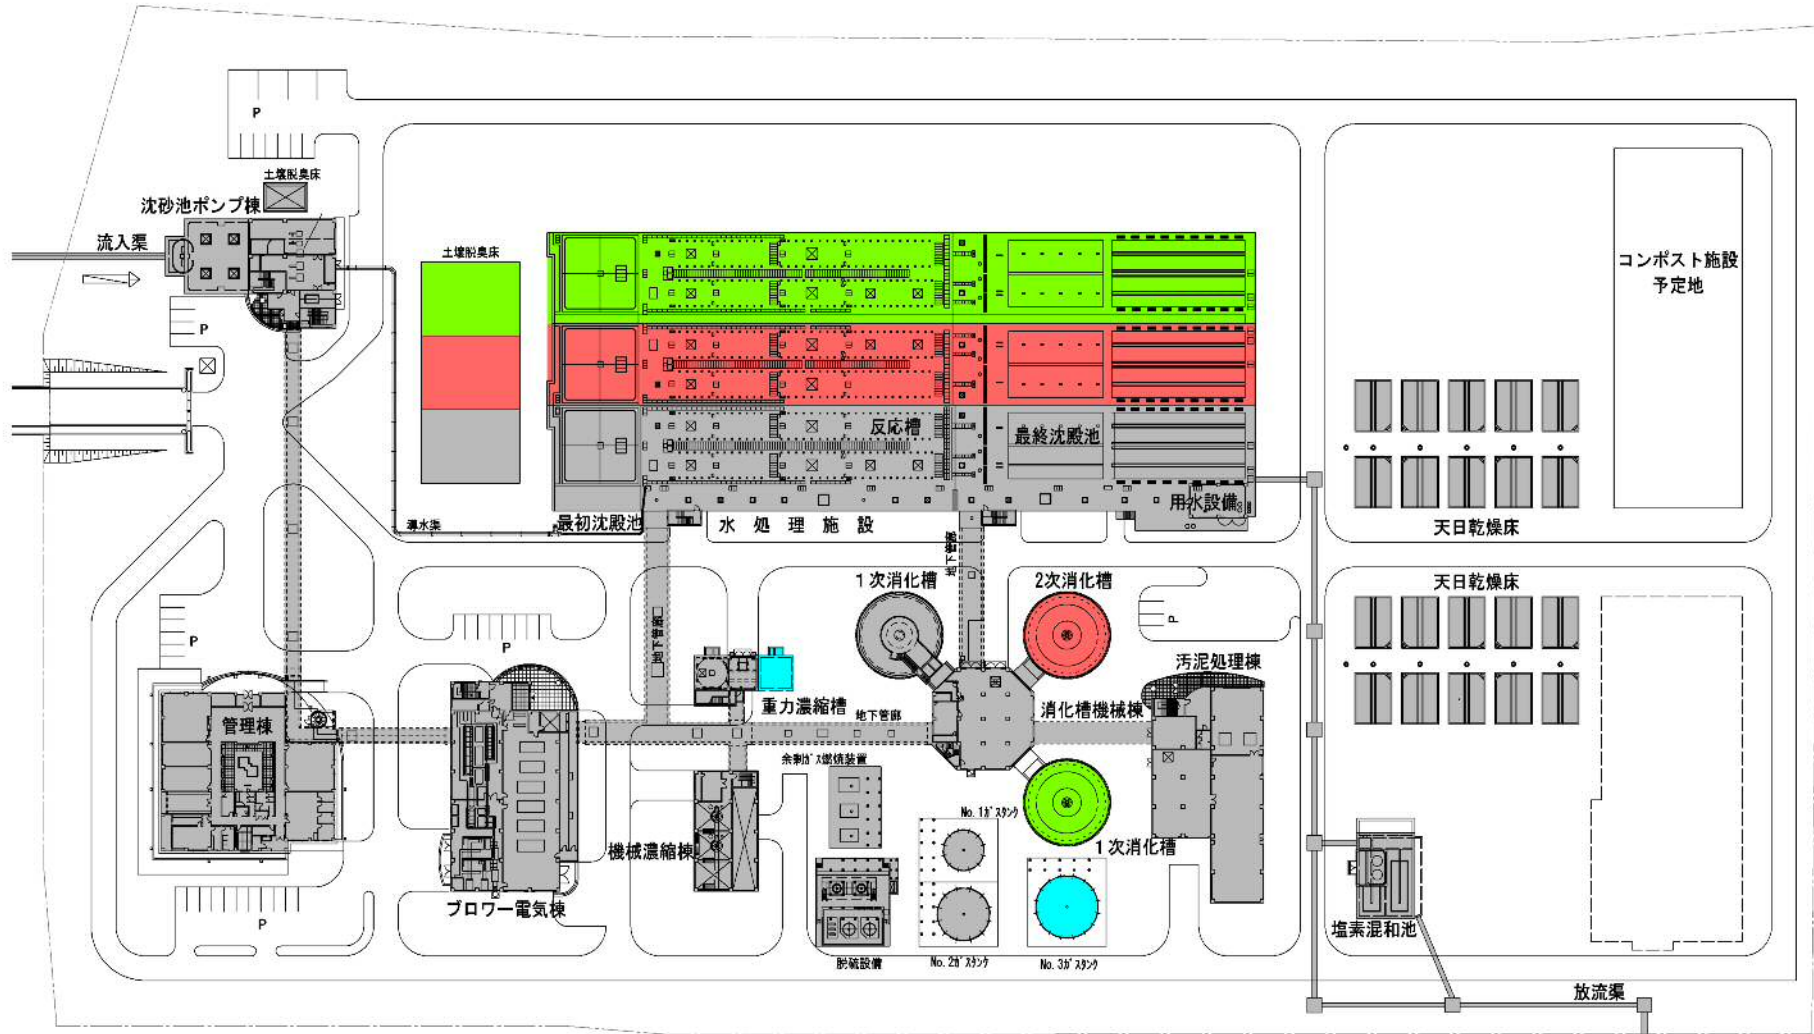 P
土壌脱臭床
沈砂池ポンプ棟
流入渠
土壌脱臭床
コンポスト施設
予定地
P
反応槽
最終沈殿池
用水設備
導水渠
最初沈殿池
水処理施設
天日乾燥床
地下管廊
1次消化槽
2次消化槽
天日乾燥床
P
P
P
地下管廊
汚泥処理棟
管理棟
重力濃縮槽
地下管廊
消化槽機械棟
余剰ガス燃焼装置
No.1ガスタンク
機械濃縮棟
1次消化槽
ブロワー電気棟
P
塩素混和池
脱硫設備
No.2ガスタンク
No.3ガスタンク
放流渠